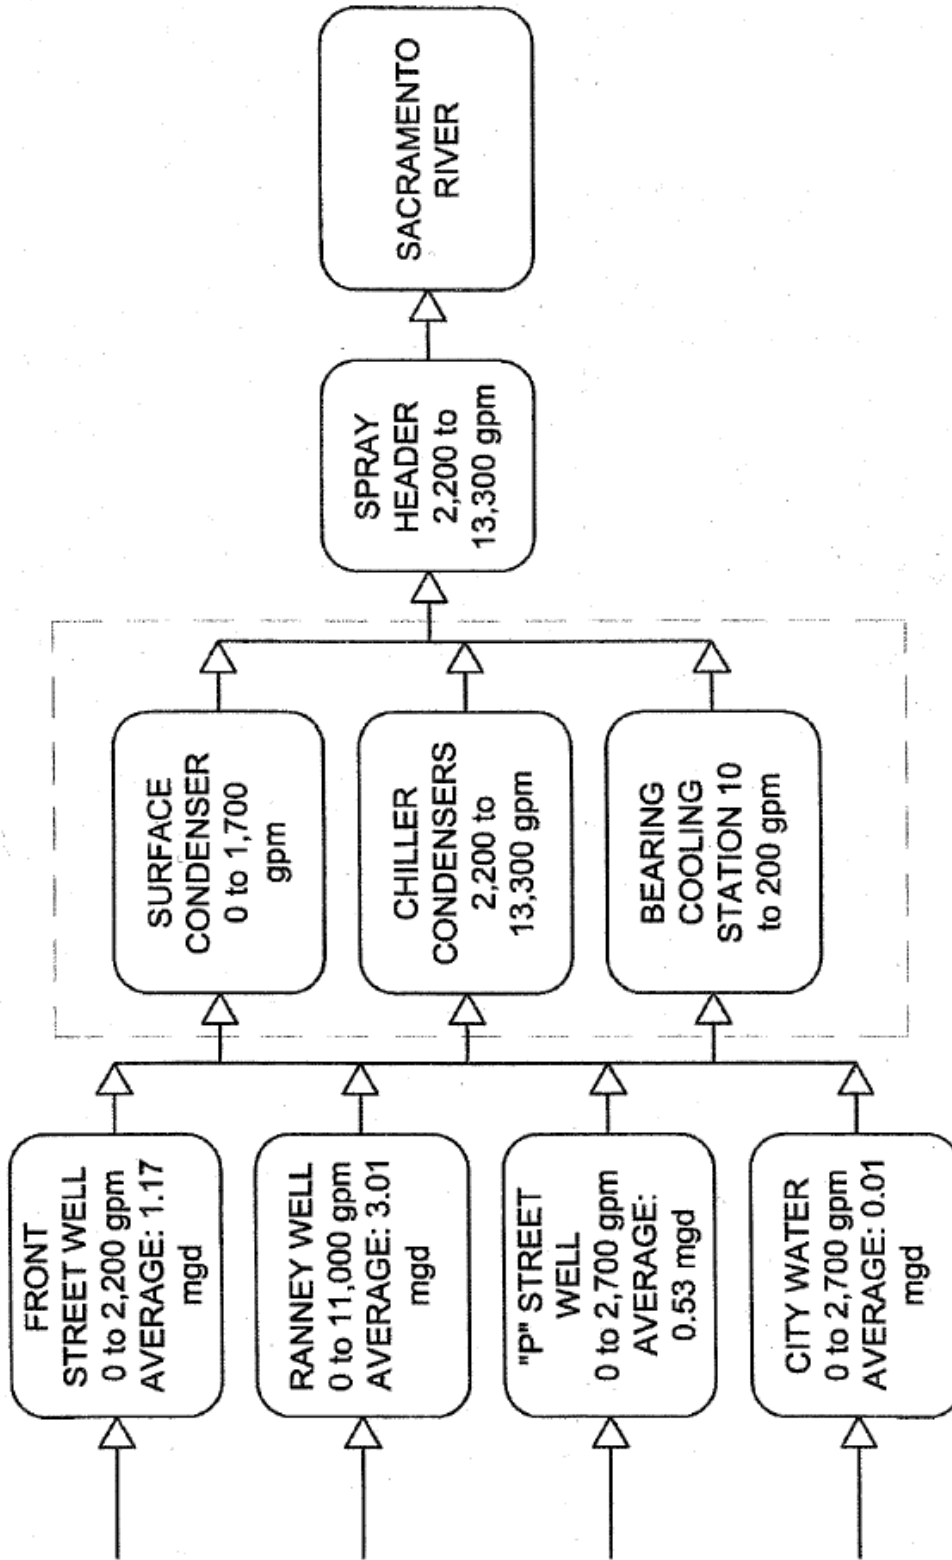 FRONT
STREET WELL
0 to 2,200 gpm
AVERAGE: 1.17
mgd
RANNEY WELL
0 to 11,000 gpm
AVERAGE: 3.01
mgd
"P" STREET
WELL
0 to 2,700 gpm
AVERAGE:
0.53 mgd
CITY WATER
0 to 2,700 gpm
AVERAGE: 0.01
mgd
SURFACE
CONDENSER
0 to 1,700
gpm
CHILLER
CONDENSERS
2,200 to
13,300 gpm
BEARING
COOLING
STATION 10
to 200 gpm
SPRAY
HEADER
2,200 to
13,300 gpm
SACRAMENTO
RIVER